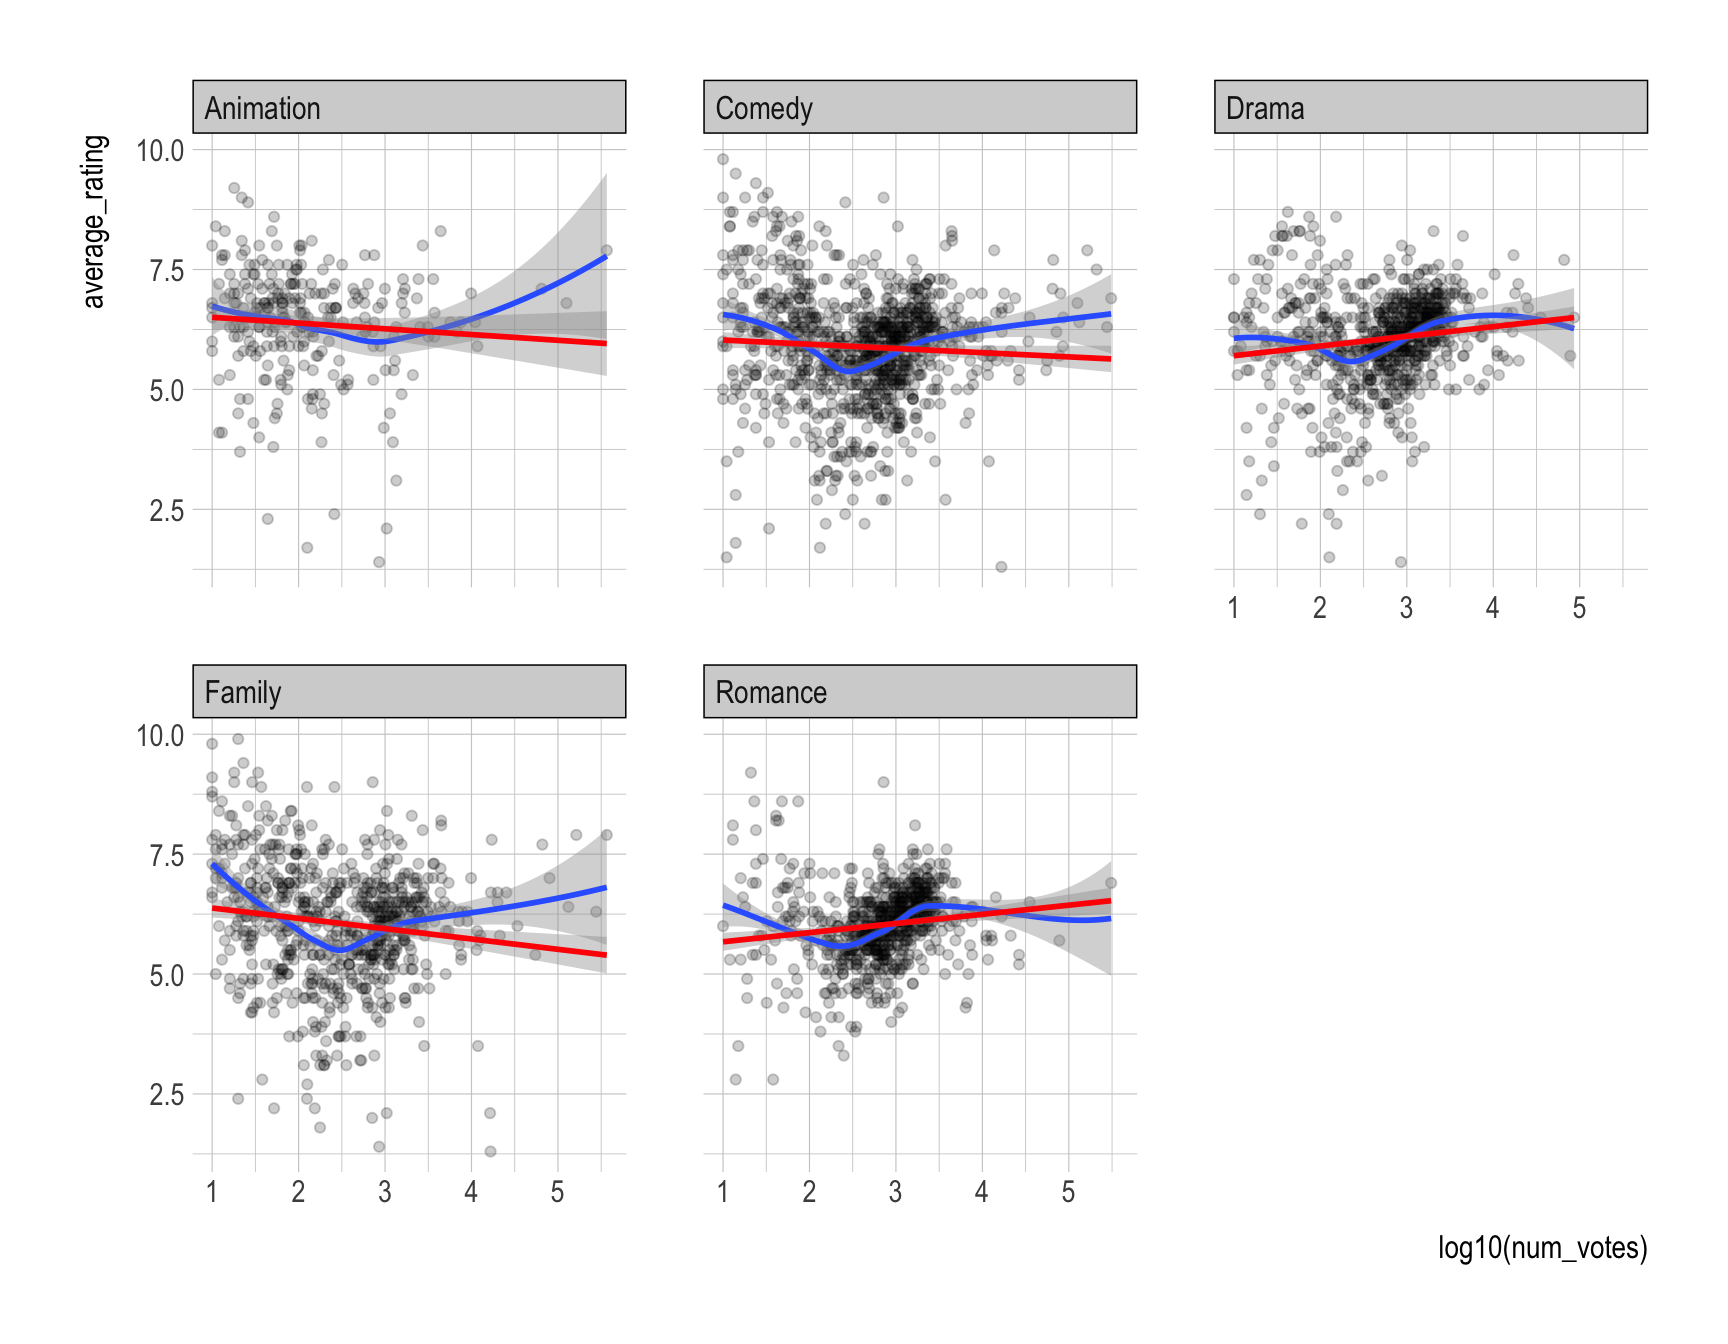 Animation
Comedy
Drama
average_rating
10.0
7.5
5.0
2.5
1 2 3 4 5
Family
Romance
10.0
7.5
5.0
2.5
1 2 3 4 5
1 2 3 4 5
log10(num_votes)